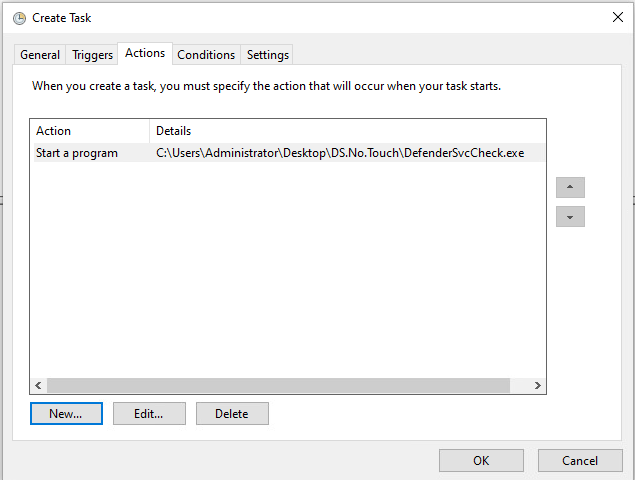 Create Task
General Triggers Actions Conditions Settings
When you create a task, you must specify the action that will occur when your task starts.
Action Details
Start a program C:\Users\Administrator\Desktop\DS.No.Touch\DefenderSvcCheck.exe
New... Edit... Delete
OK Cancel